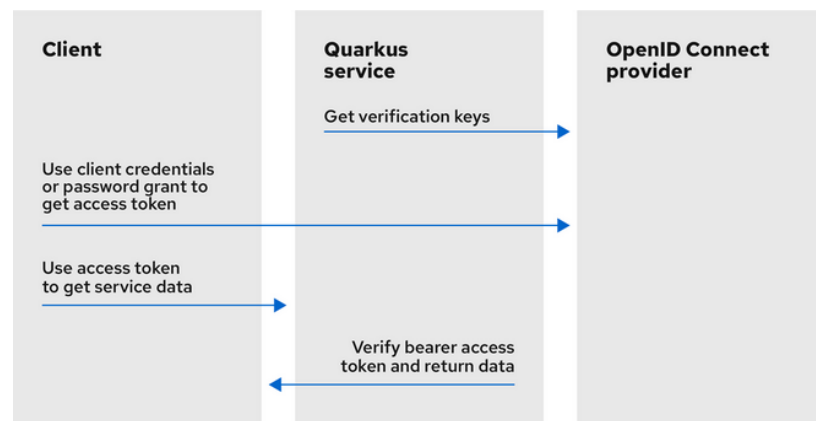 Client
Quarkus
service
OpenID Connect
provider
Get verification keys
Use client credentials
or password grant to
get access token
Use access token
to get service data
Verify bearer access
token and return data